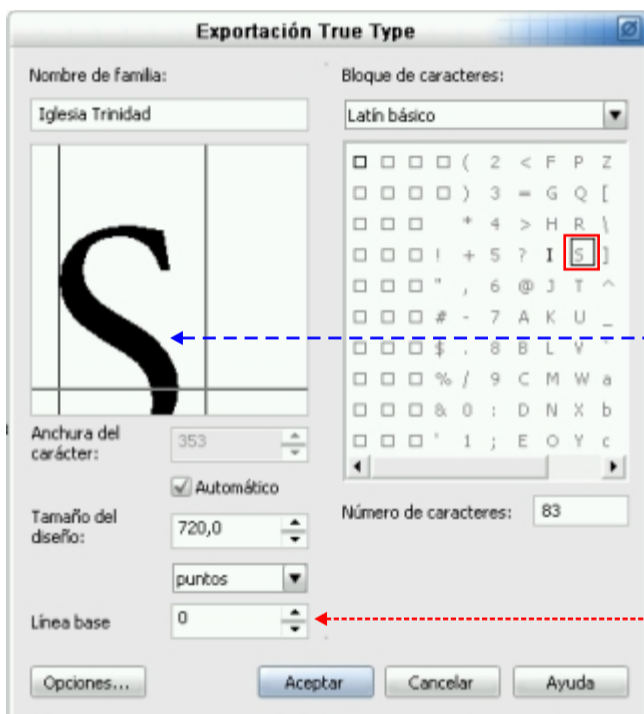 Exportación True Type
Nombre de familia:
Iglesia Trinidad
S
Anchura del
carácter:
353
Automático
Tamaño del
diseño:
720,0
puntos
Línea base
0
Opciones...
Bloque de caracteres:
Latín básico
□ □ □ □ ( 2 < F P Z
□ □ □ □ ) 3 = G Q [
□ □ □ * 4 > H R \
□ □ □ ! + 5 ? I S ]
□ □ □ " , 6 @ J T ^
□ □ □ # - 7 A K U _
□ □ □ $ . 8 B L V `
□ □ □ % / 9 C M W a
□ □ □ & 0 : D N X b
□ □ □ ' 1 ; E O Y c
Número de caracteres:
83
Aceptar
Cancelar
Ayuda